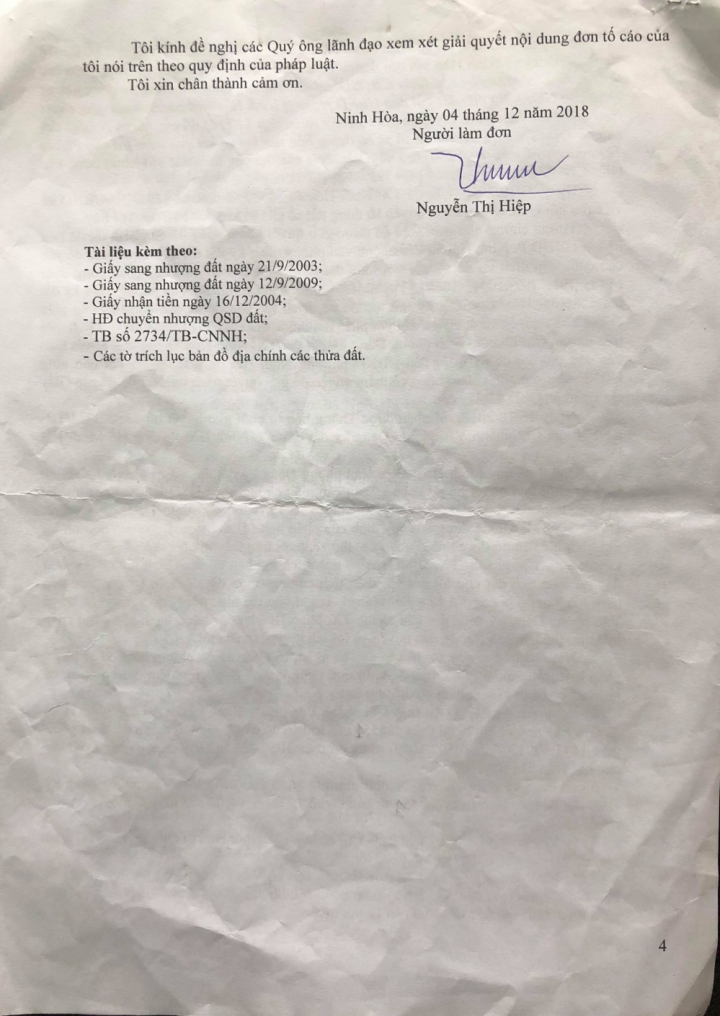 Tôi kính đề nghị các Quý ông lãnh đạo xem xét giải quyết nội dung đơn tố cáo của
tôi nói trên theo quy định của pháp luật.
Tôi xin chân thành cảm ơn.
Ninh Hòa, ngày 04 tháng 12 năm 2018
Người làm đơn
Nguyễn Thị Hiệp
Tài liệu kèm theo:
- Giấy sang nhượng đất ngày 21/9/2003;
- Giấy sang nhượng đất ngày 12/9/2009;
- Giấy nhận tiền ngày 16/12/2004;
- HĐ chuyển nhượng QSD đất;
- TB số 2734/TB-CNNH;
- Các tờ trích lục bản đồ địa chính các thửa đất.
4